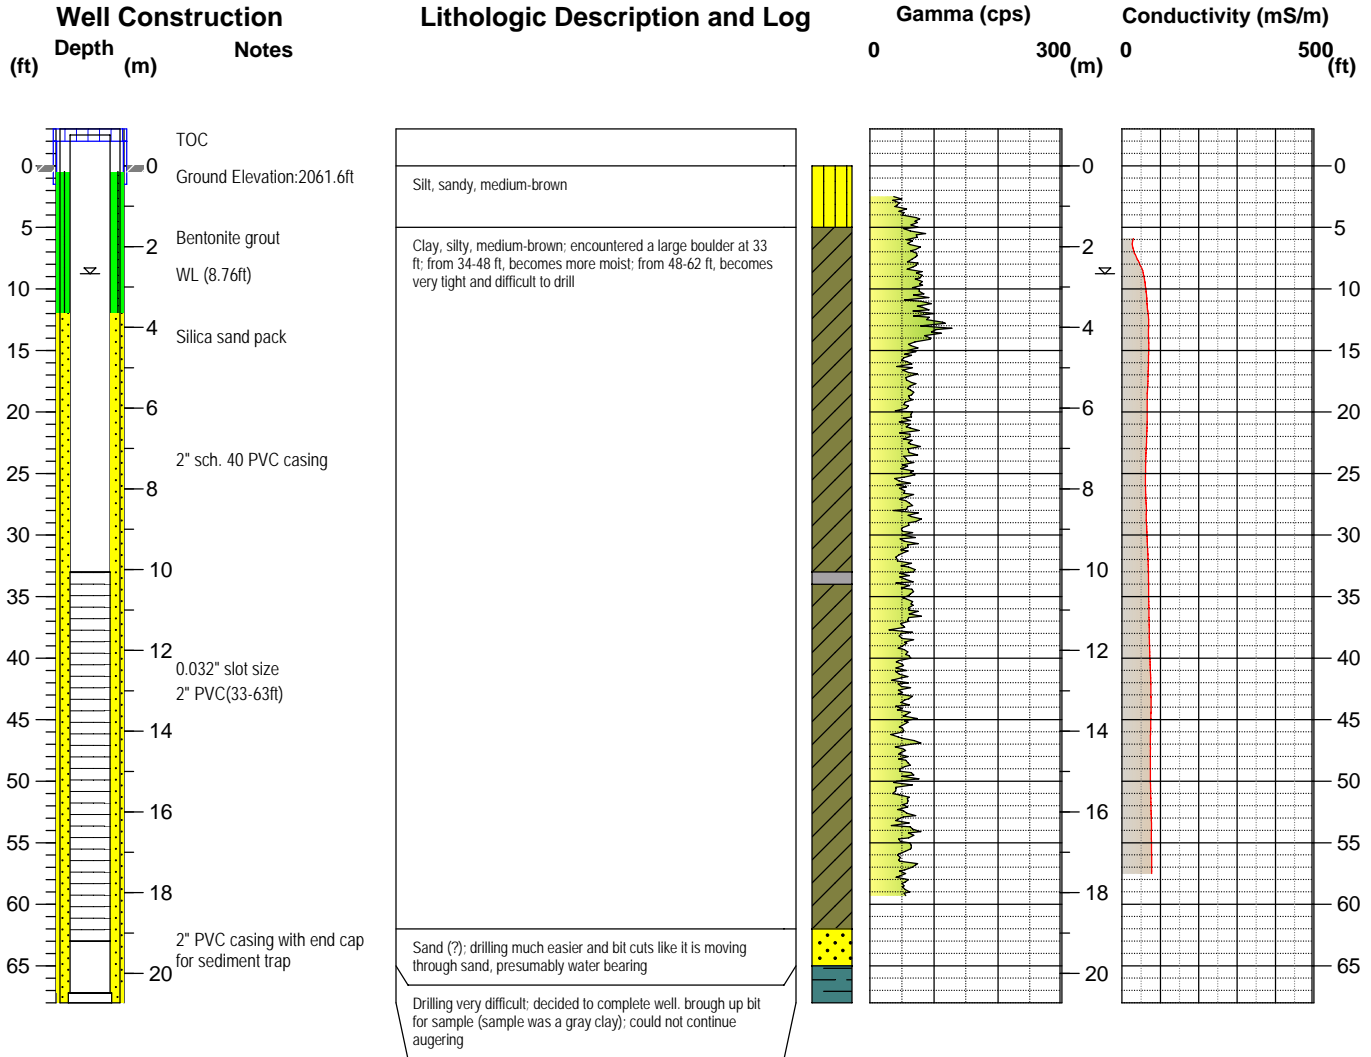 Well Construction
Lithologic Description and Log
Gamma (cps)
Conductivity (mS/m)
Depth
Notes
(ft)
(m)
0
300
(m)
0
500
(ft)
TOC
0
0
Ground Elevation:2061.6ft
Silt, sandy, medium-brown
0
0
5
2
Bentonite grout
WL (8.76ft)
Clay, silty, medium-brown; encountered a large boulder at 33
ft; from 34-48 ft, becomes more moist; from 48-62 ft, becomes
very tight and difficult to drill
2
5
10
10
4
Silica sand pack
4
15
15
6
6
20
20
2" sch. 40 PVC casing
25
25
8
8
30
30
10
10
35
35
12
0.032" slot size
12
40
40
2" PVC(33-63ft)
45
45
14
14
50
50
16
16
55
55
18
18
60
60
2" PVC casing with end cap
for sediment trap
Sand (?); drilling much easier and bit cuts like it is moving
through sand, presumably water bearing
65
65
20
20
Drilling very difficult; decided to complete well. brough up bit
for sample (sample was a gray clay); could not continue
augering